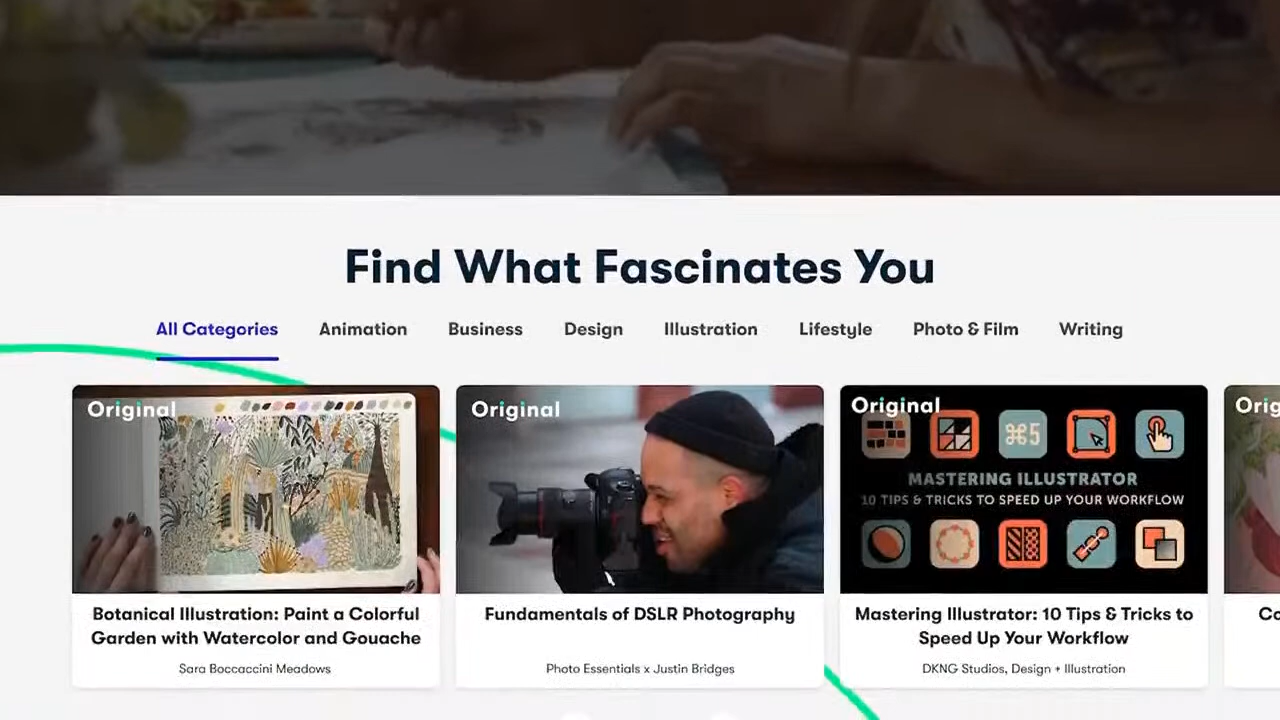 Find What Fascinates You
All Categories Animation Business Design Illustration Lifestyle Photo & Film Writing
Original
Botanical Illustration: Paint a Colorful
Garden with Watercolor and Gouache
Sara Boccaccini Meadows
Original
Fundamentals of DSLR Photography
Photo Essentials x Justin Bridges
Original
⌘5
MASTERING ILLUSTRATOR
10 TIPS & TRICKS TO SPEED UP YOUR WORKFLOW
Mastering Illustrator: 10 Tips & Tricks to
Speed Up Your Workflow
DKNG Studios, Design + Illustration
Orig
Co